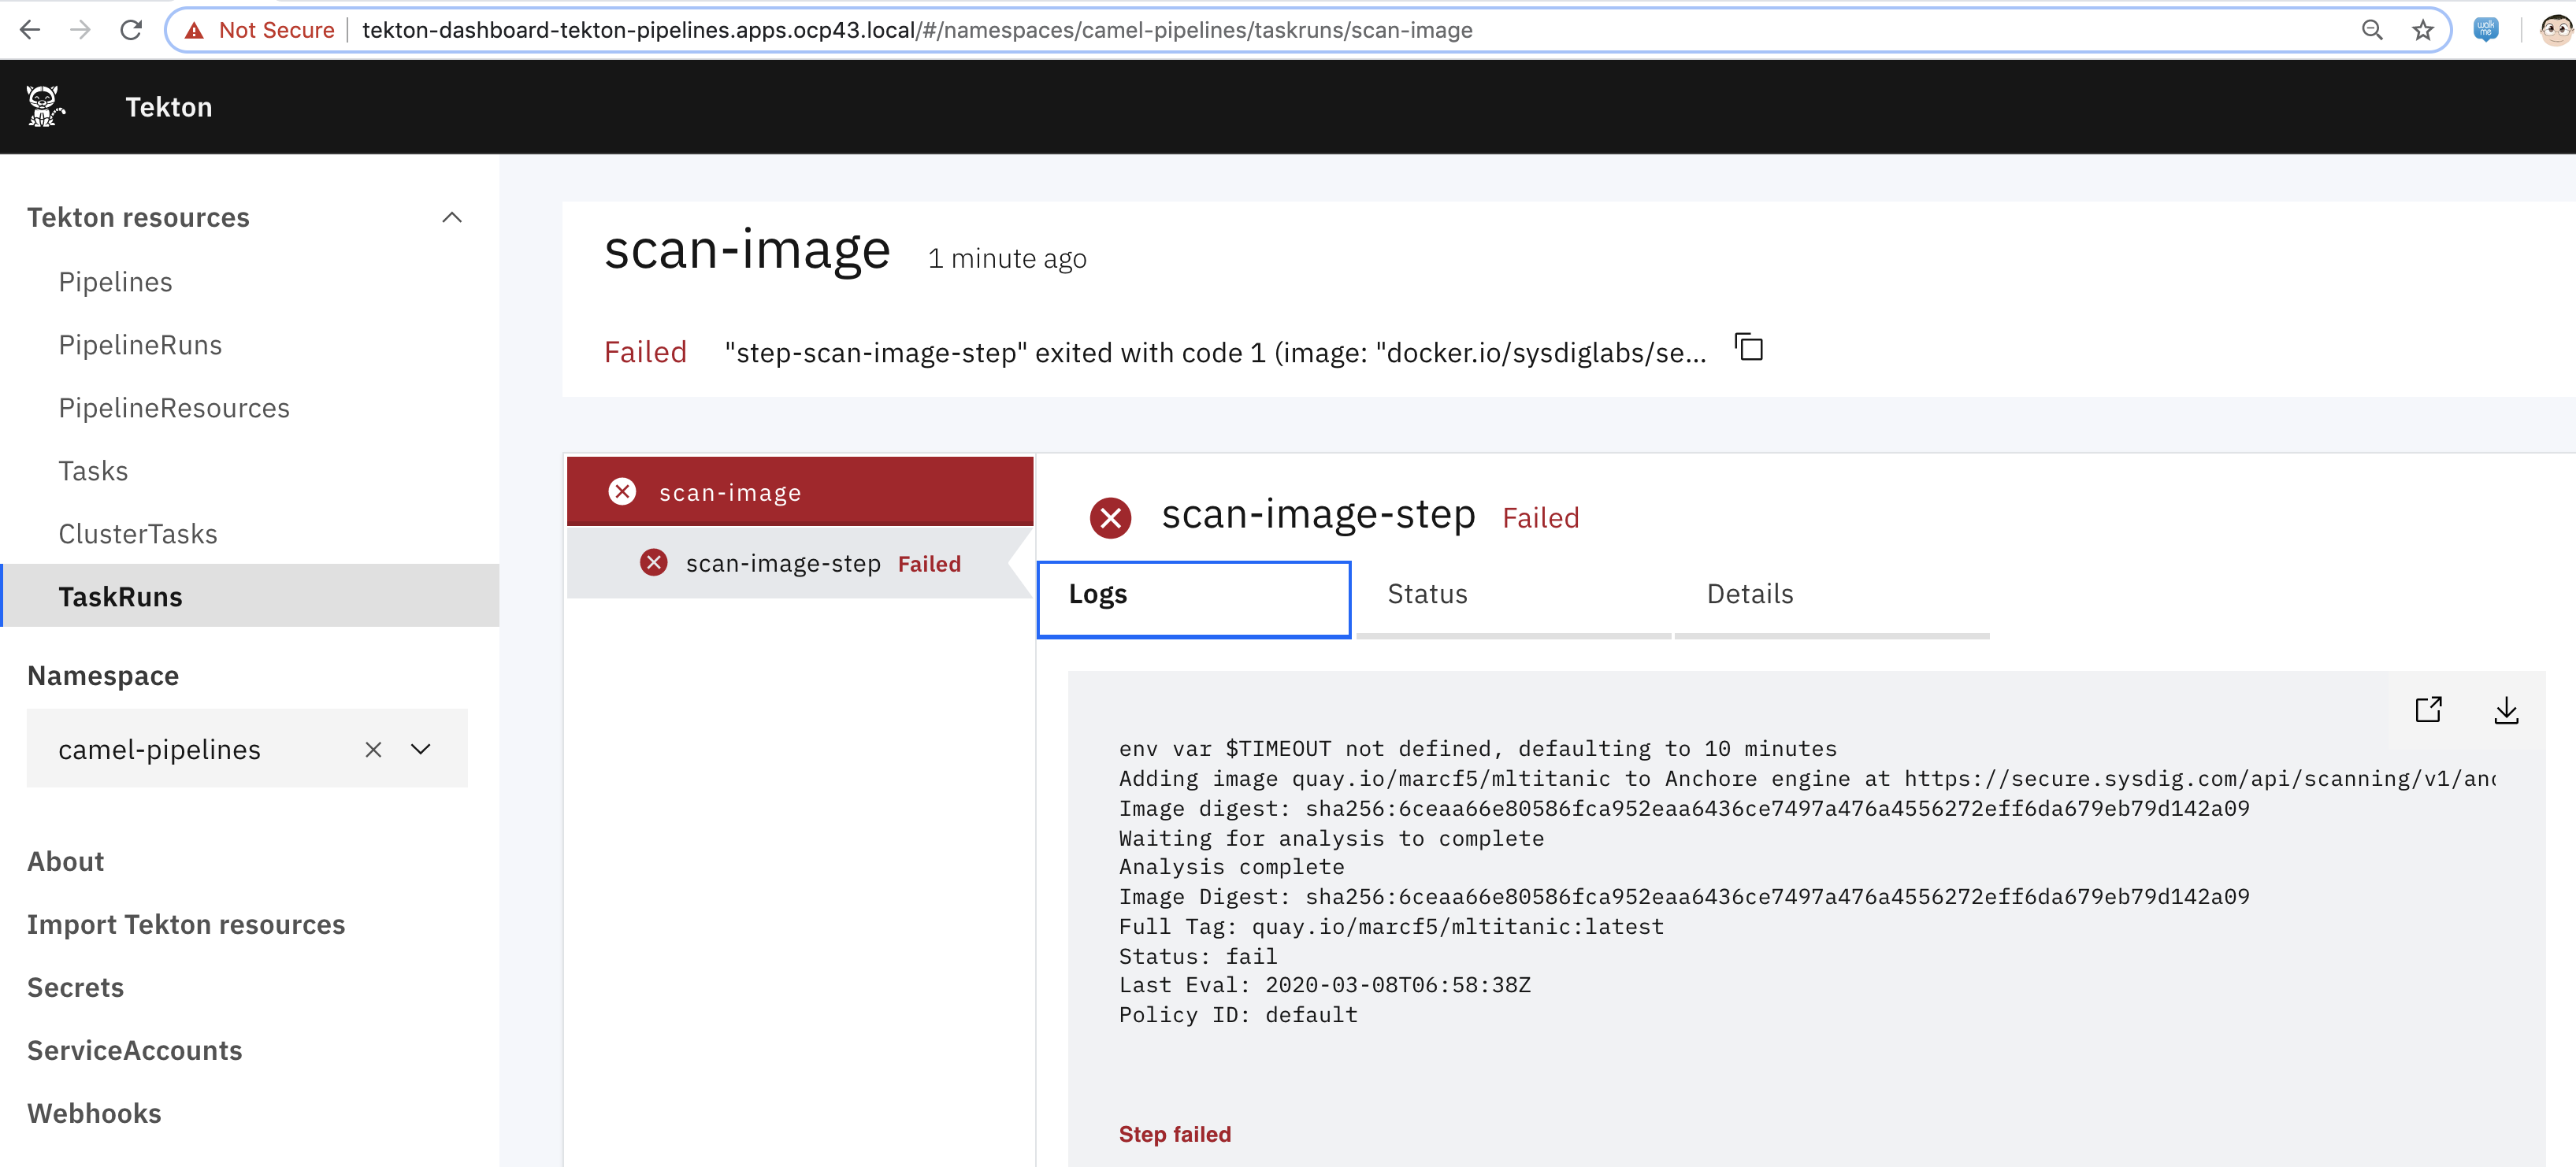 Not Secure tekton-dashboard-tekton-pipelines.apps.ocp43.local/#/namespaces/camel-pipelines/taskruns/scan-image
walk me
Tekton
Tekton resources
Pipelines
PipelineRuns
PipelineResources
Tasks
ClusterTasks
TaskRuns
Namespace
camel-pipelines
About
Import Tekton resources
Secrets
ServiceAccounts
Webhooks
scan-image 1 minute ago
Failed "step-scan-image-step" exited with code 1 (image: "docker.io/sysdiglabs/se...
scan-image
scan-image-step Failed
scan-image-step Failed
Logs Status Details
env var $TIMEOUT not defined, defaulting to 10 minutes
Adding image quay.io/marcf5/mltitanic to Anchore engine at https://secure.sysdig.com/api/scanning/v1/anc
Image digest: sha256:6ceaa66e80586fca952eaa6436ce7497a476a4556272eff6da679eb79d142a09
Waiting for analysis to complete
Analysis complete
Image Digest: sha256:6ceaa66e80586fca952eaa6436ce7497a476a4556272eff6da679eb79d142a09
Full Tag: quay.io/marcf5/mltitanic:latest
Status: fail
Last Eval: 2020-03-08T06:58:38Z
Policy ID: default
Step failed